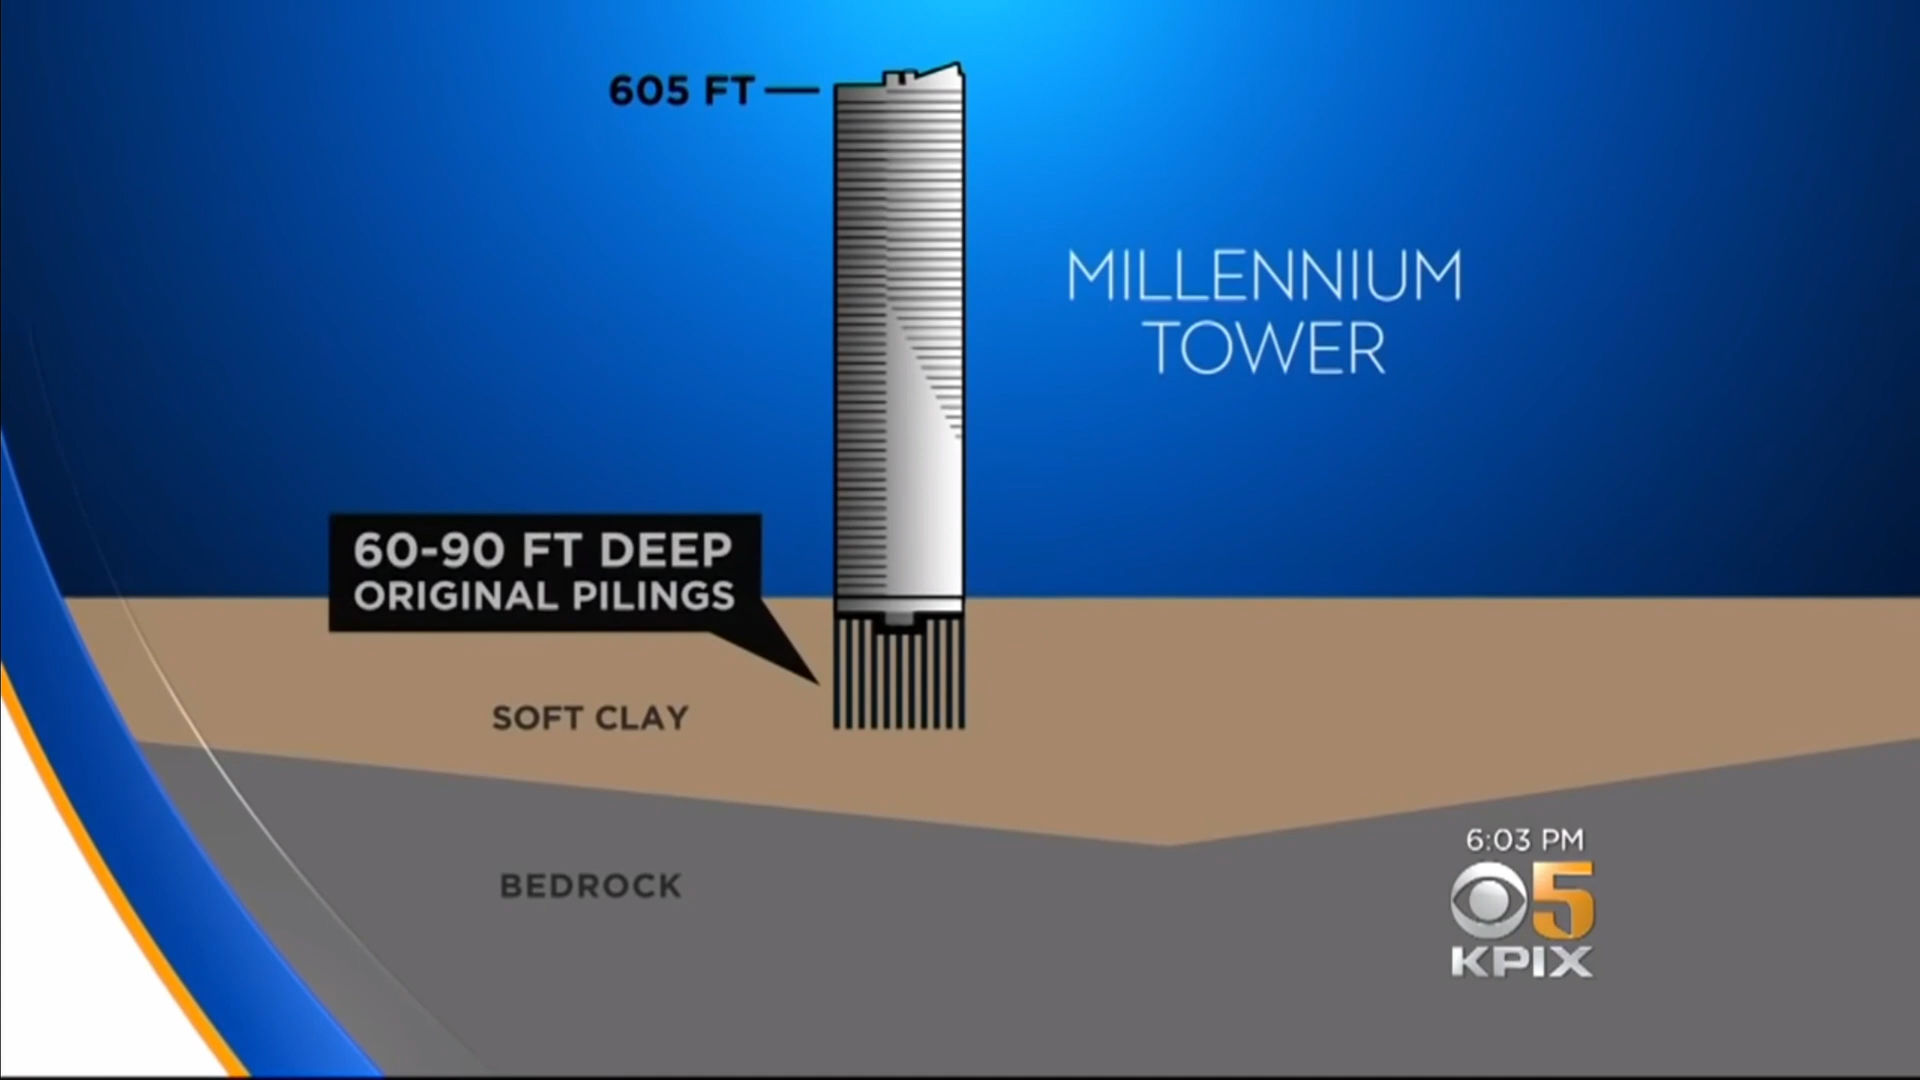 605 FT
MILLENNIUM
TOWER
60-90 FT DEEP
ORIGINAL PILINGS
SOFT CLAY
BEDROCK
6:03 PM
5
KPIX